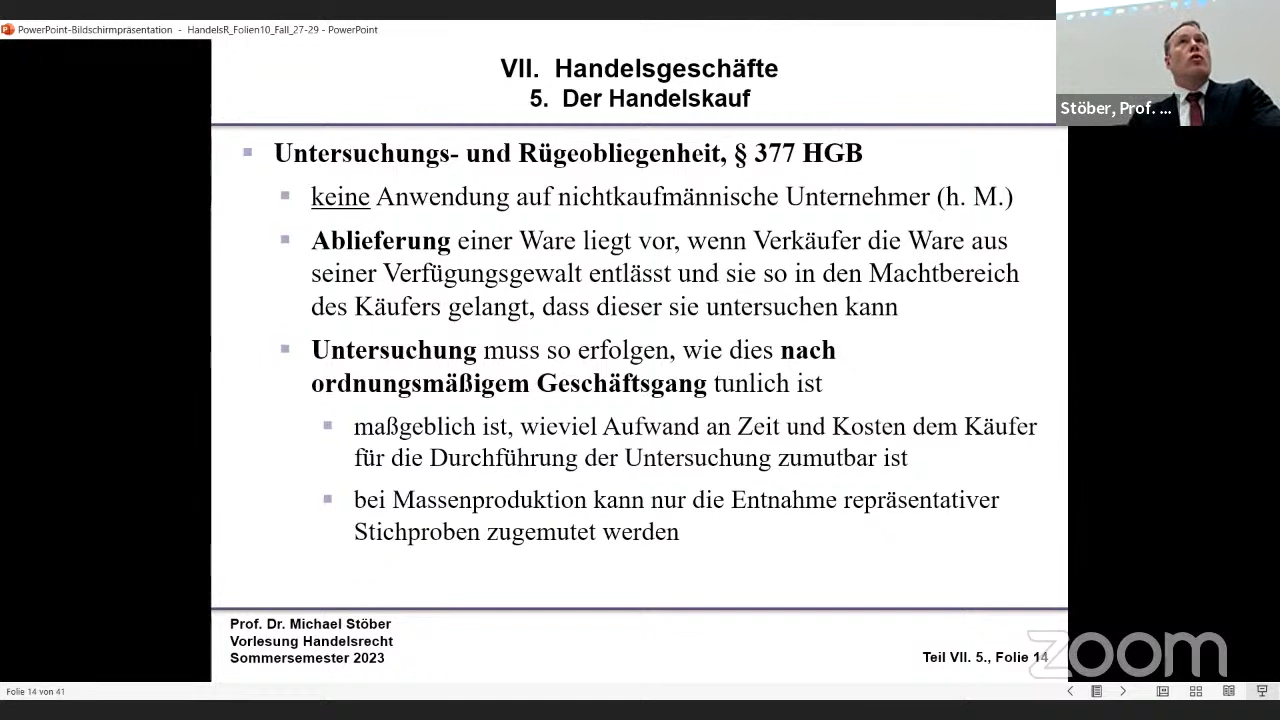 PowerPoint-Bildschirmpräsentation - HandelsR_Folien10_Fall_27-29 - PowerPoint
Stöber, Prof. ...
VII. Handelsgeschäfte
5. Der Handelskauf
Untersuchungs- und Rügeobliegenheit, § 377 HGB
keine Anwendung auf nichtkaufmännische Unternehmer (h. M.)
Ablieferung einer Ware liegt vor, wenn Verkäufer die Ware aus
seiner Verfügungsgewalt entlässt und sie so in den Machtbereich
des Käufers gelangt, dass dieser sie untersuchen kann
Untersuchung muss so erfolgen, wie dies nach
ordnungsmäßigem Geschäftsgang tunlich ist
maßgeblich ist, wieviel Aufwand an Zeit und Kosten dem Käufer
für die Durchführung der Untersuchung zumutbar ist
bei Massenproduktion kann nur die Entnahme repräsentativer
Stichproben zugemutet werden
Prof. Dr. Michael Stöber
Vorlesung Handelsrecht
Sommersemester 2023
Teil VII. 5., Folie 14
zoom
Folie 14 von 41